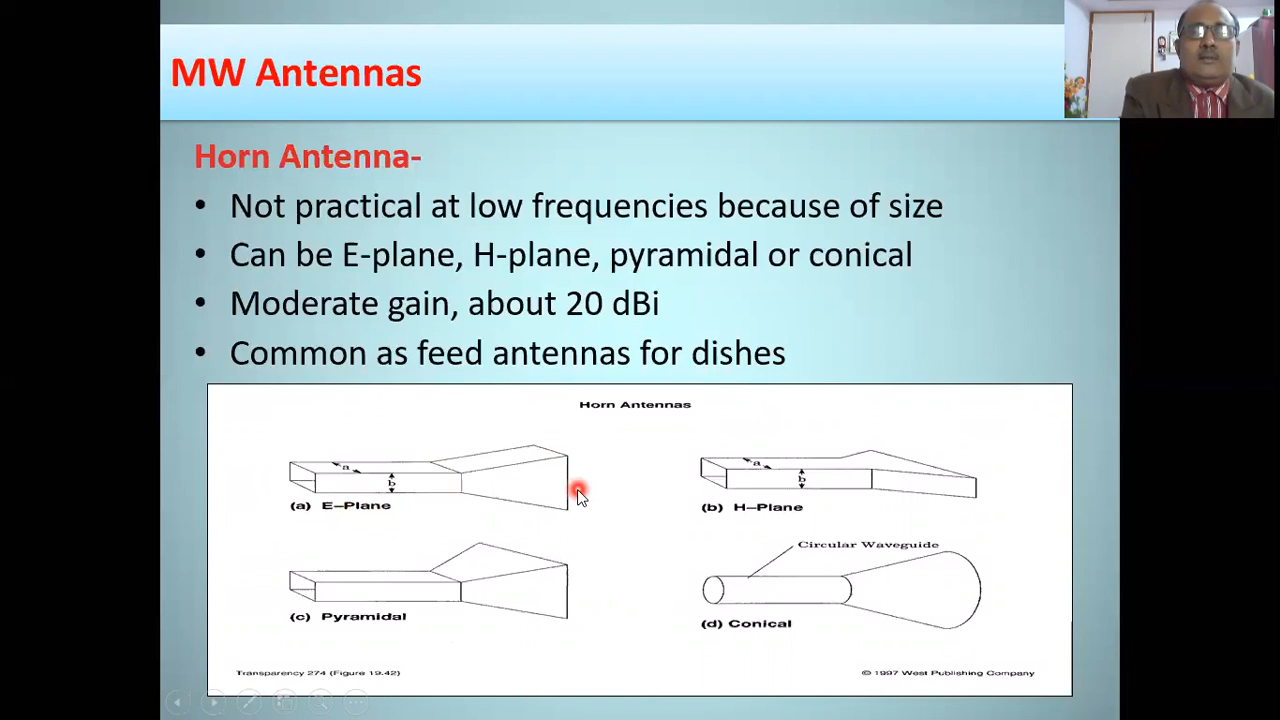 MW Antennas
Horn Antenna-
• Not practical at low frequencies because of size
• Can be E-plane, H-plane, pyramidal or conical
• Moderate gain, about 20 dBi
• Common as feed antennas for dishes
Horn Antennas
a
b
(a) E–Plane
a
b
(b) H–Plane
Circular Waveguide
(c) Pyramidal
(d) Conical
Transparency 274 (Figure 19.42)
© 1997 West Publishing Company